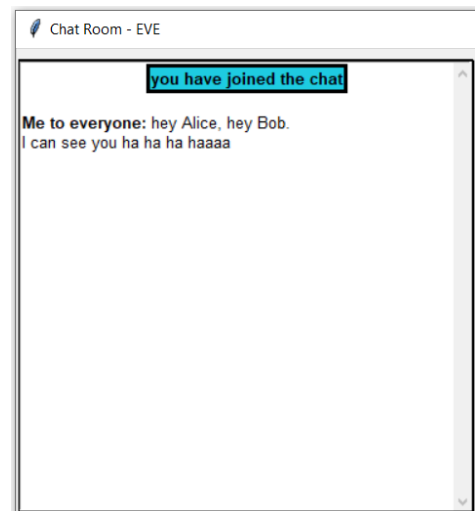 Chat Room - EVE
you have joined the chat
Me to everyone: hey Alice, hey Bob.
I can see you ha ha ha haaaa